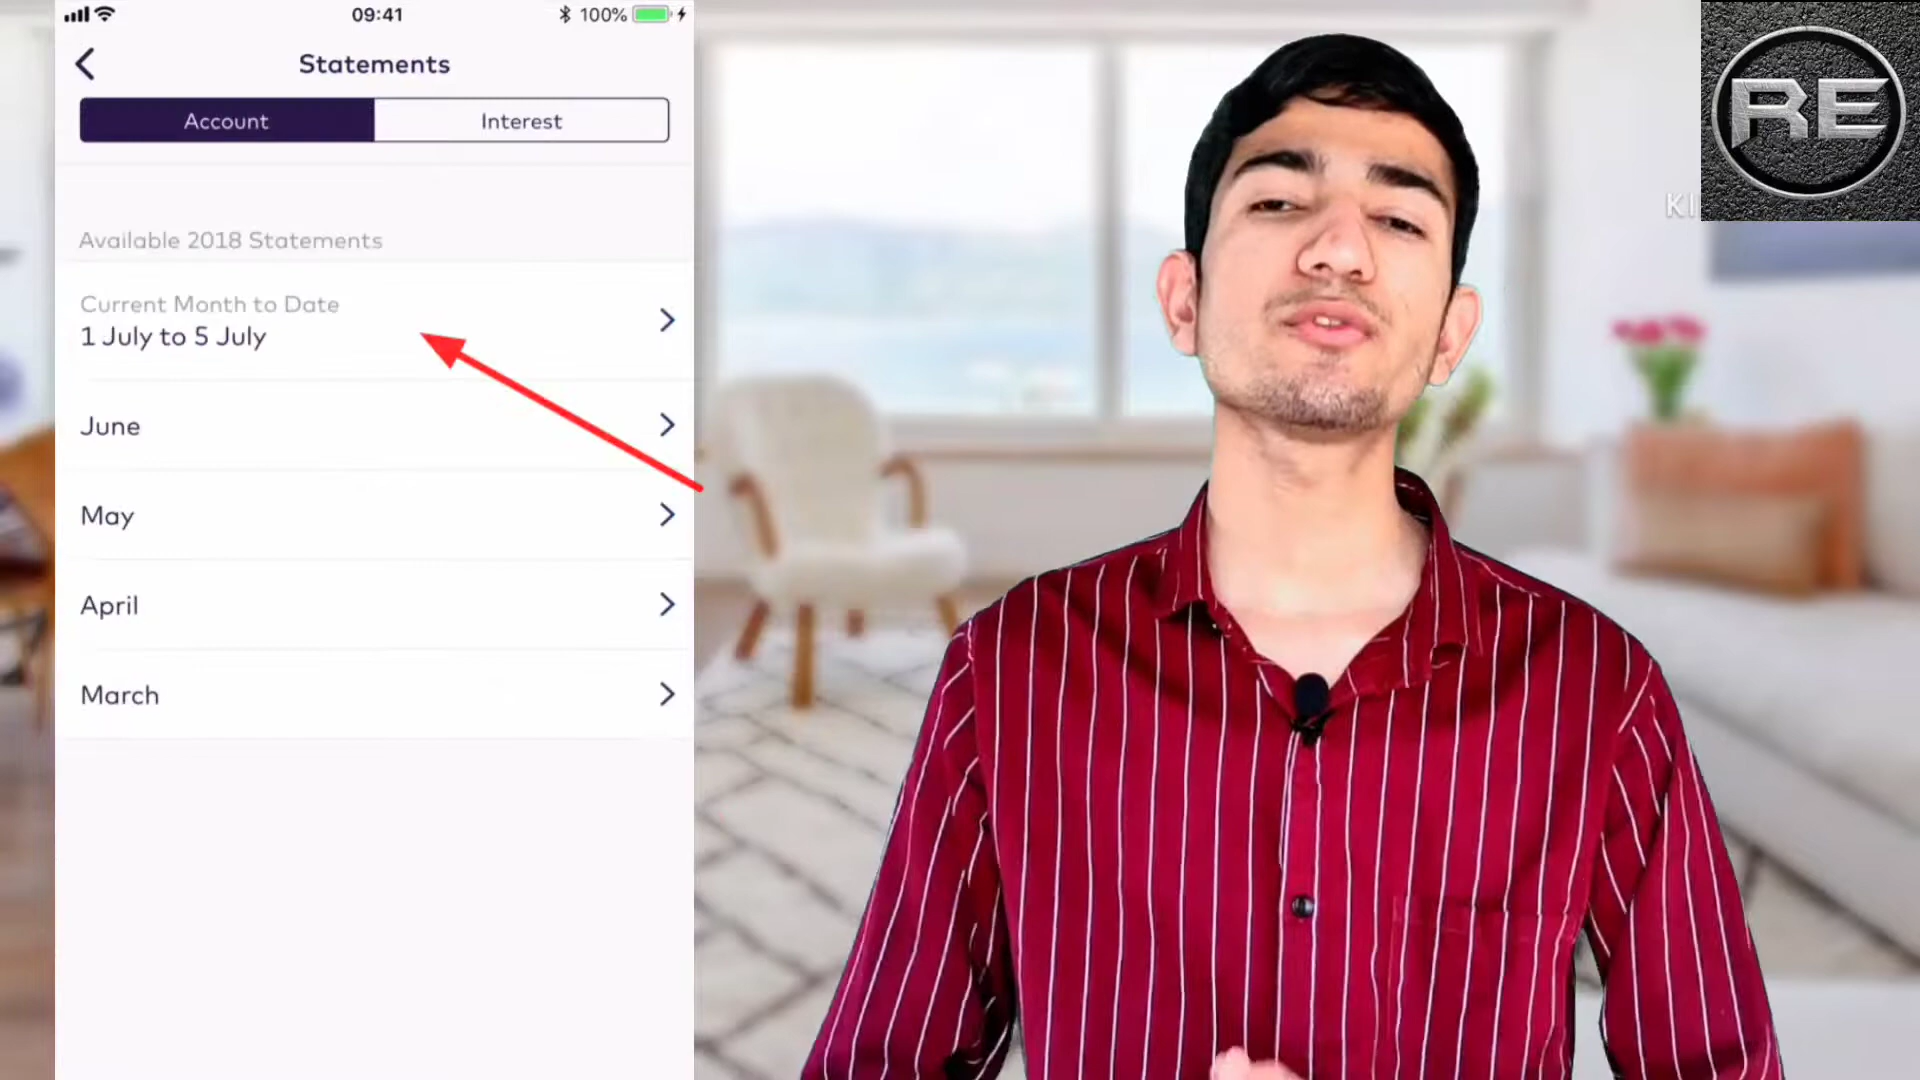 09:41
100%
Statements
Account
Interest
Available 2018 Statements
Current Month to Date
1 July to 5 July
June
May
April
March
RE
KI